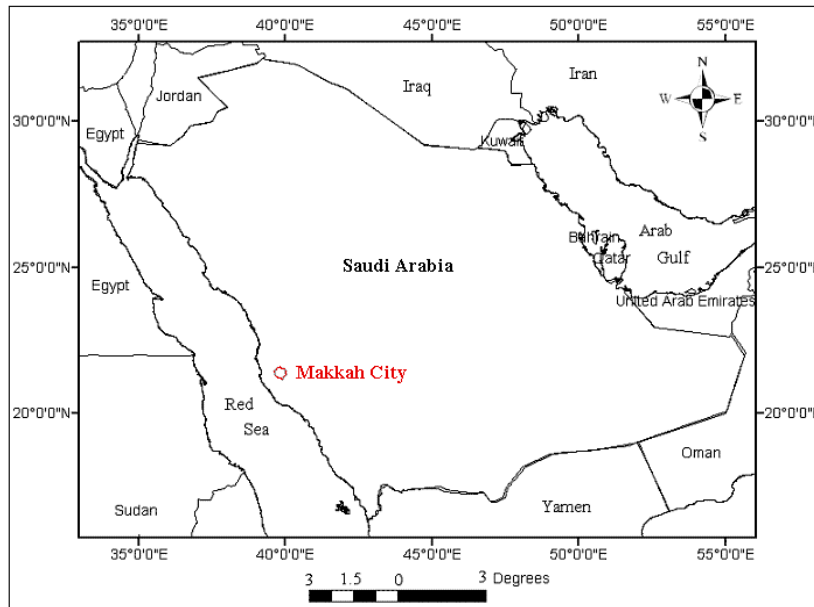 35°0'0"E 40°0'0"E 45°0'0"E 50°0'0"E 55°0'0"E
Iran
N
Iraq
Jordan
W E
S
30°0'0"N 30°0'0"N
Egypt
Kuwait
Bahrain
Arab
Qatar
Gulf
Saudi Arabia
25°0'0"N 25°0'0"N
Egypt
United Arab Emirates
Makkah City
Red
Sea
20°0'0"N 20°0'0"N
Oman
Sudan
Yamen
35°0'0"E 40°0'0"E 45°0'0"E 50°0'0"E 55°0'0"E
3 1.5 0 3 Degrees